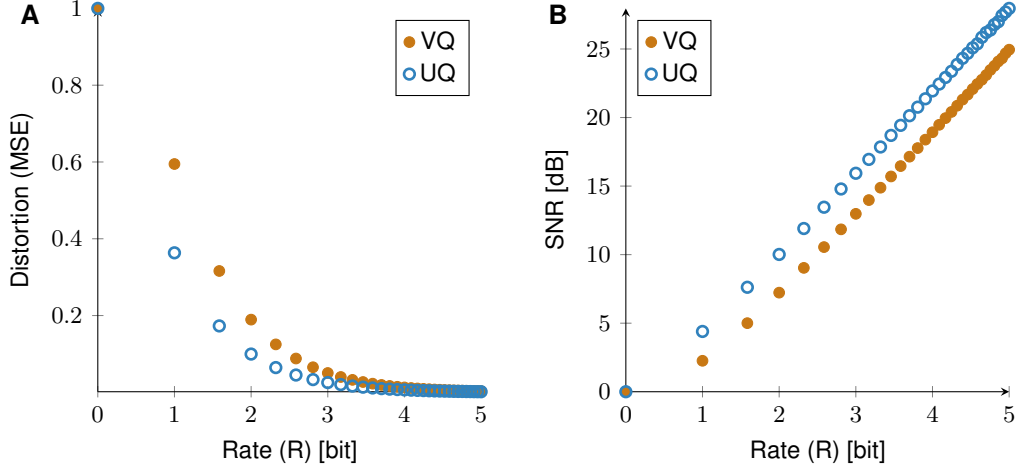 A
VQ
UQ
1
0.8
0.6
0.4
0.2
0 1 2 3 4 5
Distortion (MSE)
Rate (R) [bit]
B
VQ
UQ
25
20
15
10
5
0
0 1 2 3 4 5
SNR [dB]
Rate (R) [bit]